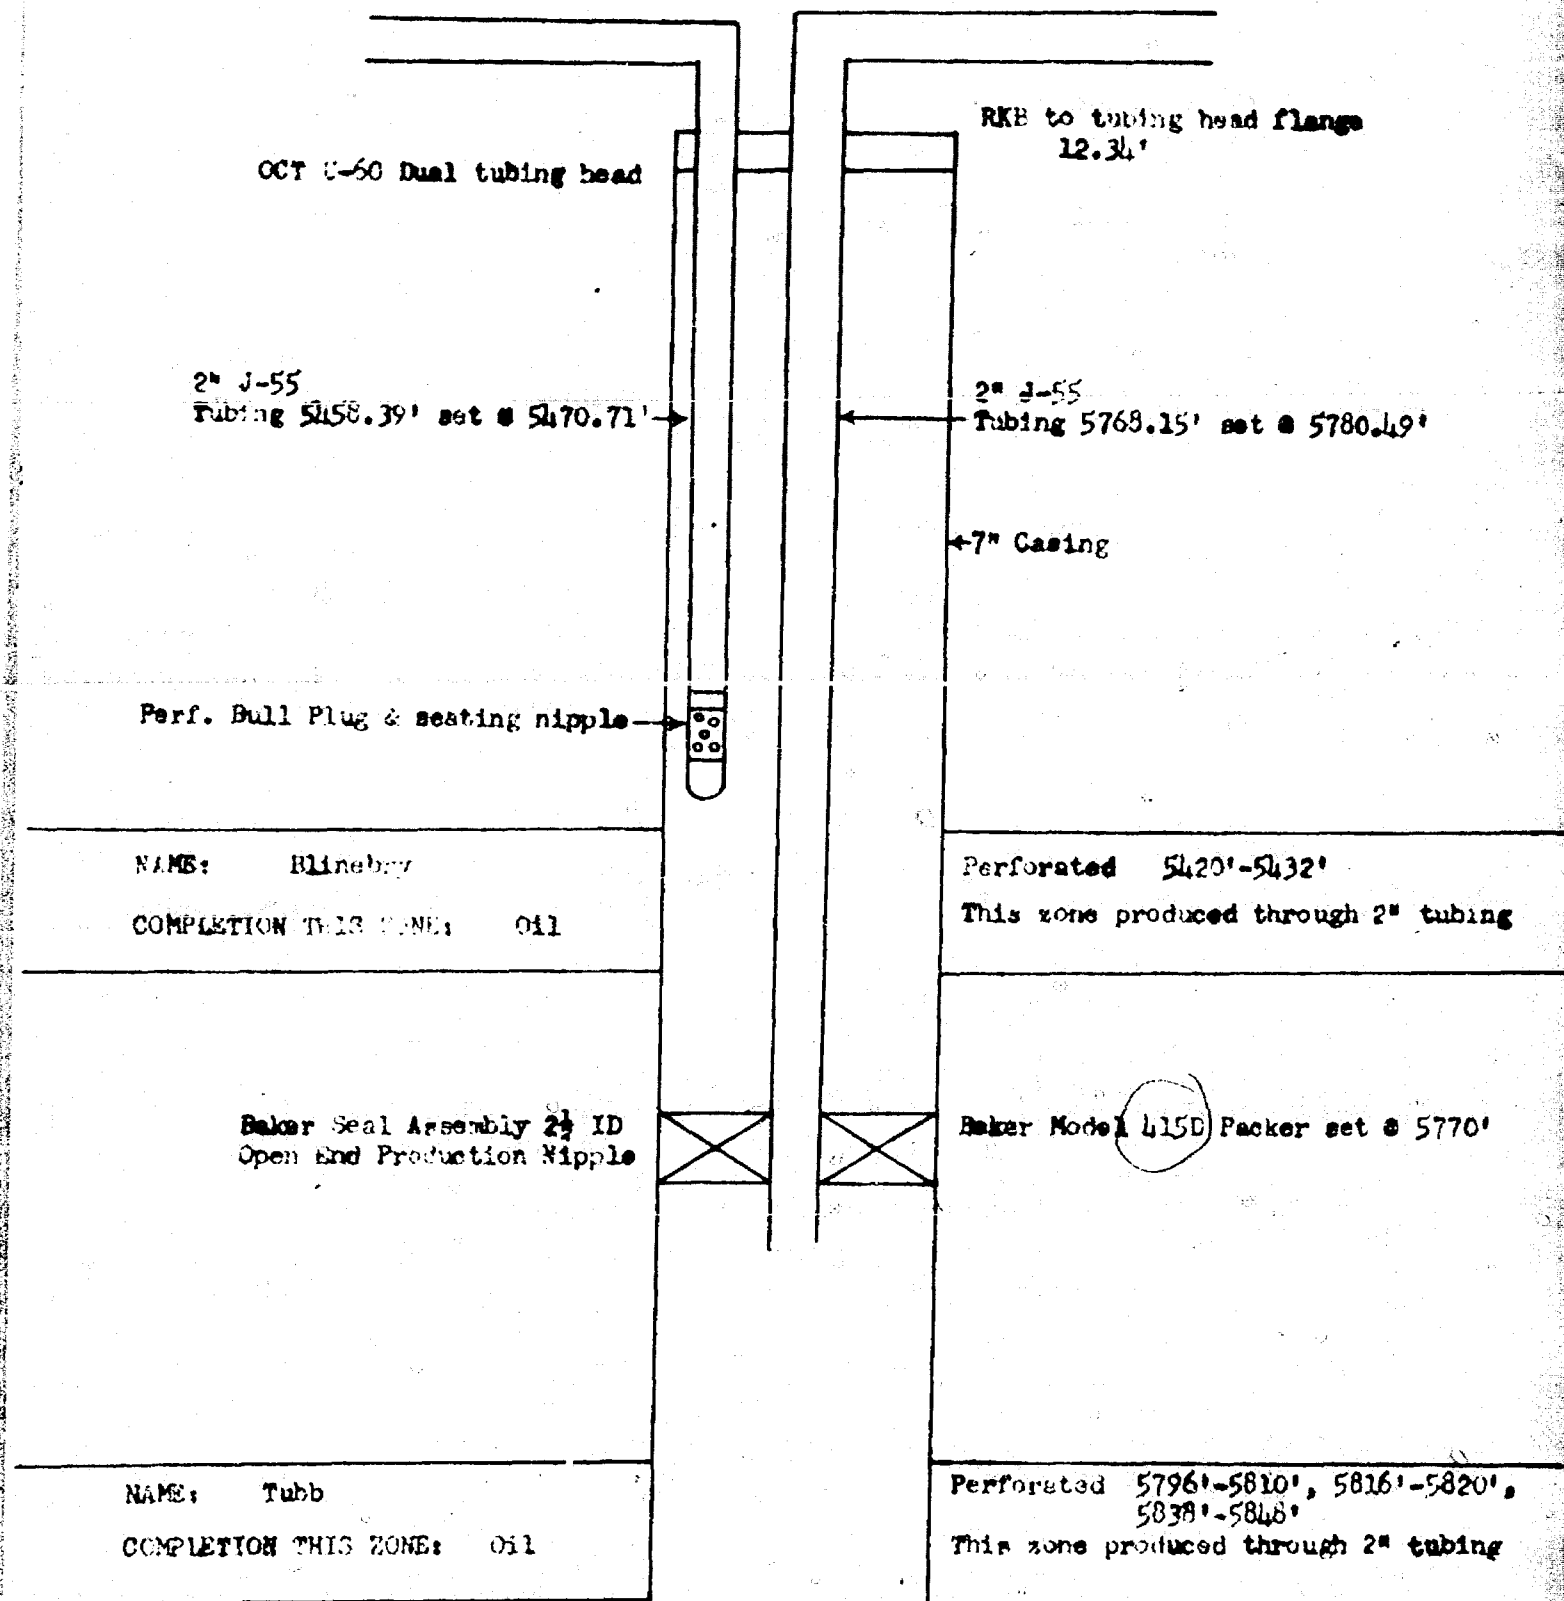 RKB to tubing head flange
12.34'
OCT C-60 Dual tubing head
2" J-55
Tubing 5458.39' set @ 5470.71'
2" J-55
Tubing 5768.15' set @ 5780.49'
7" Casing
Perf. Bull Plug & seating nipple
NAME: Blinebry
COMPLETION THIS ZONE: Oil
Perforated 5420'-5432'
This zone produced through 2" tubing
Baker Seal Assembly 2½ ID
Open End Production Nipple
Baker Model 415D Packer set @ 5770'
NAME: Tubb
COMPLETION THIS ZONE: Oil
Perforated 5796'-5810', 5816'-5820',
5838'-5848'
This zone produced through 2" tubing